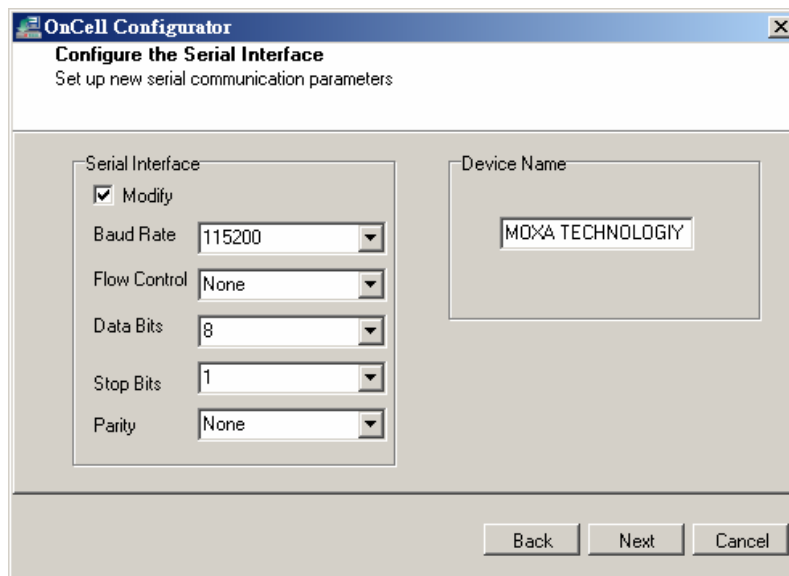 OnCell Configurator
Configure the Serial Interface
Set up new serial communication parameters
Serial Interface
Modify
Baud Rate 115200
Flow Control None
Data Bits 8
Stop Bits 1
Parity None
Device Name
MOXA TECHNOLOGIY
Back Next Cancel